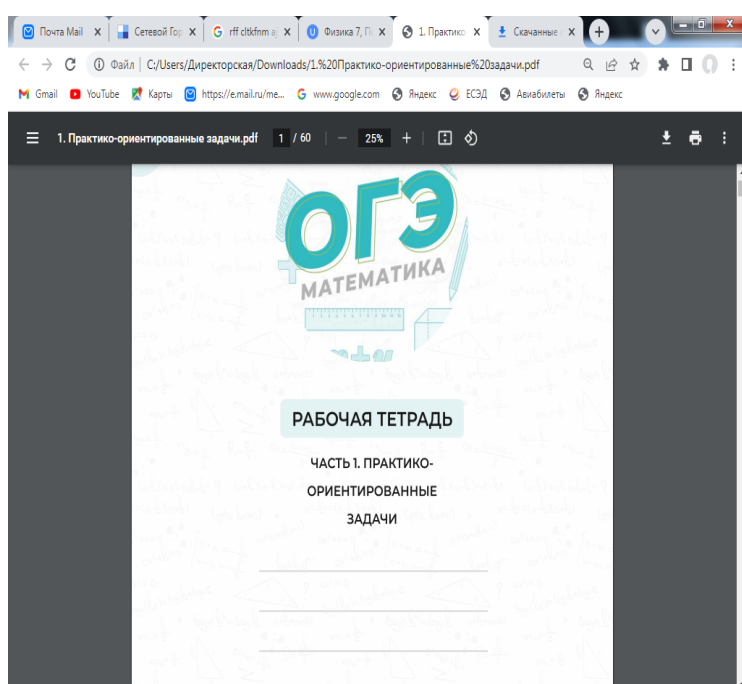 Почта Mail
Сетевой Гор
rff cltkfnm a
Физика 7, П
1. Практико
Скачанные
Файл | C:/Users/Директорская/Downloads/1.%20Практико-ориентированные%20задачи.pdf
Gmail YouTube Карты https://e.mail.ru/me... www.google.com Яндекс ЕСЭД Авиабилеты Яндекс
1. Практико-ориентированные задачи.pdf 1 / 60 | — 25% +
ОГЭ
МАТЕМАТИКА
РАБОЧАЯ ТЕТРАДЬ
ЧАСТЬ 1. ПРАКТИКО-
ОРИЕНТИРОВАННЫЕ
ЗАДАЧИ